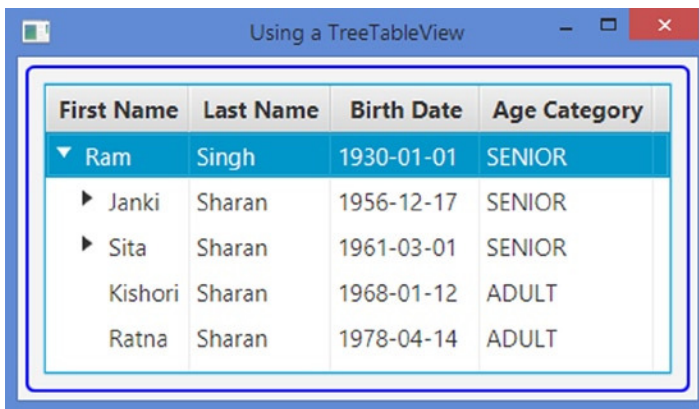 Using a TreeTableView
First Name Last Name Birth Date Age Category
Ram Singh 1930-01-01 SENIOR
Janki Sharan 1956-12-17 SENIOR
Sita Sharan 1961-03-01 SENIOR
Kishori Sharan 1968-01-12 ADULT
Ratna Sharan 1978-04-14 ADULT